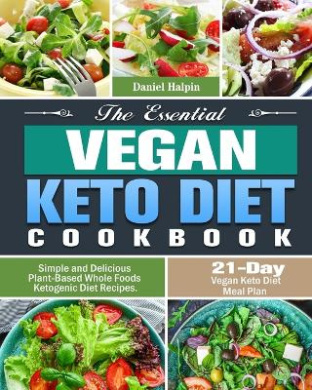 Daniel Halpin
The Essential
VEGAN
KETO DIET
COOKBOOK
Simple and Delicious
Plant-Based Whole Foods
Ketogenic Diet Recipes.
21-Day
Vegan Keto Diet
Meal Plan